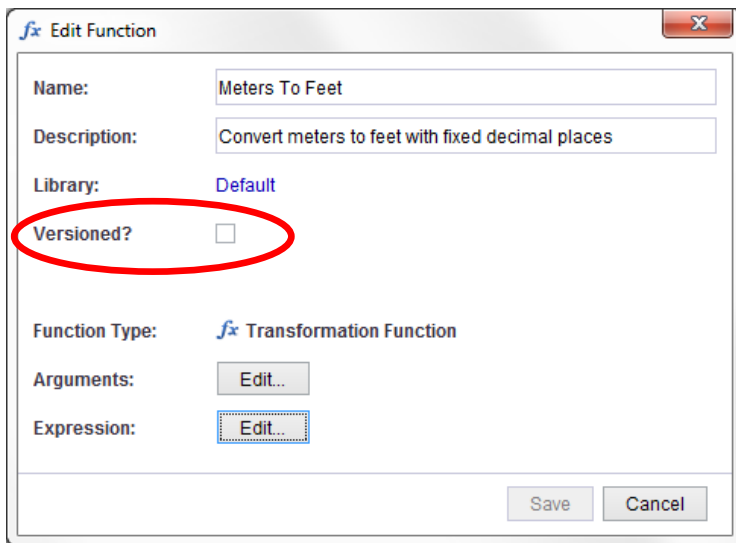 fx Edit Function
Name: Meters To Feet
Description: Convert meters to feet with fixed decimal places
Library: Default
Versioned?
Function Type: fx Transformation Function
Arguments: Edit...
Expression: Edit...
Save Cancel